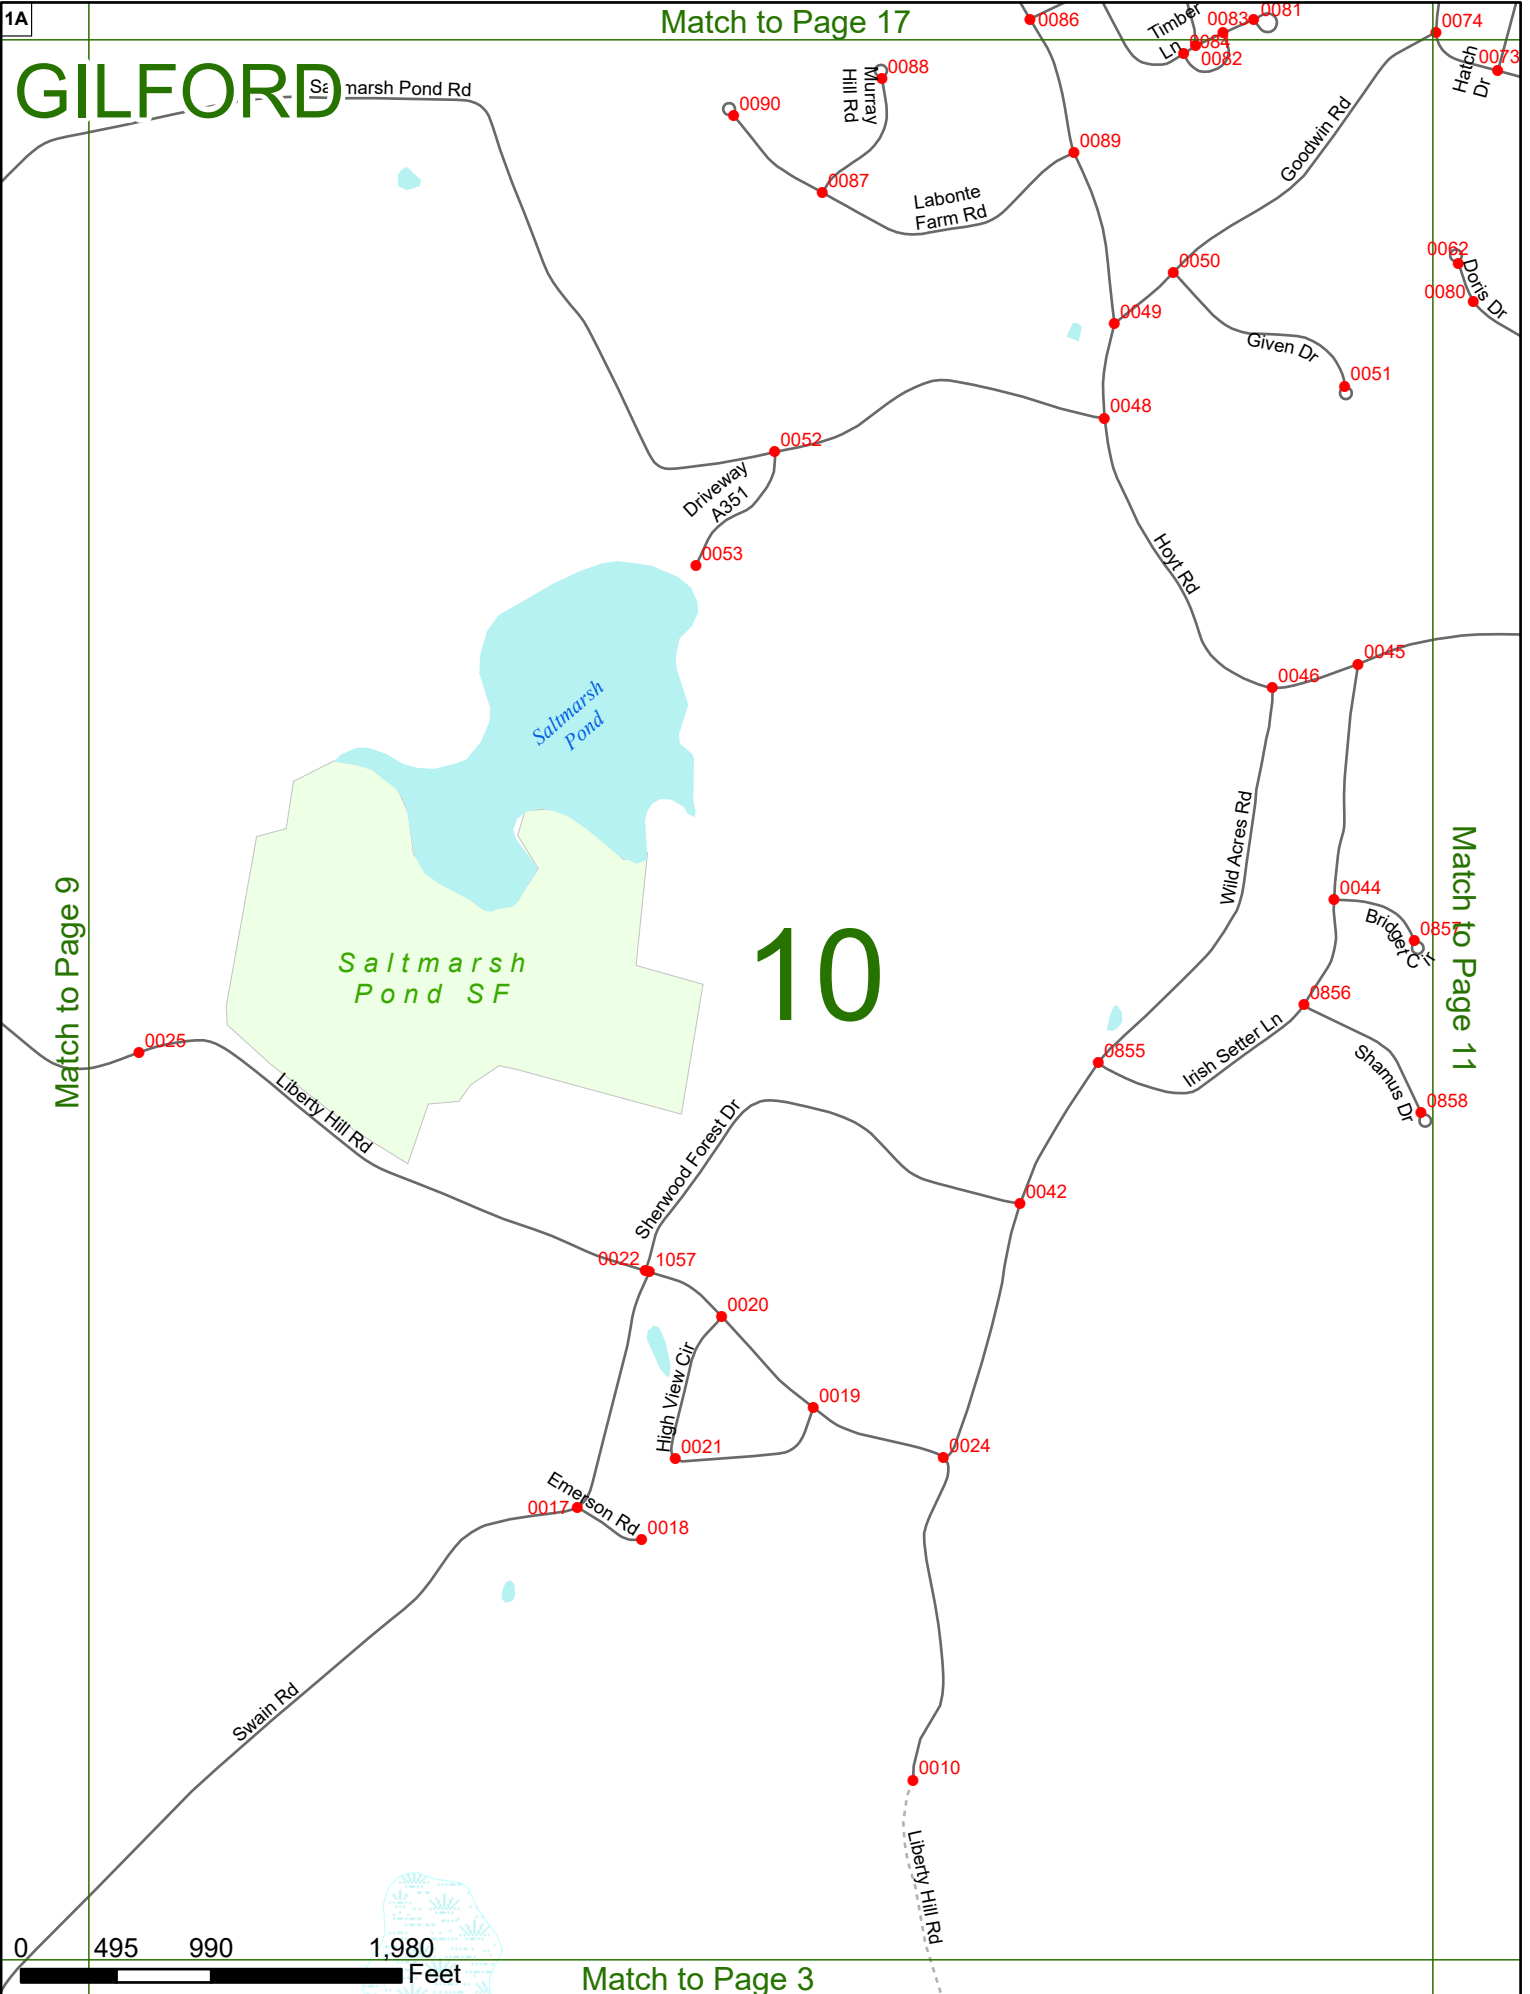 1A
Match to Page 17
GILFORD
Saltmarsh Pond Rd
0086
Timber
Ln
0083
0081
0084
0082
0074
0073
Hatch
Dr
Murray
Hill Rd
0088
0090
0089
0087
Labonte
Farm Rd
Goodwin Rd
0062
0080
Doris Dr
0050
0049
Given Dr
0051
0048
0052
Driveway
A351
0053
Hoyt Rd
0045
0046
Saltmarsh
Pond
Wild Acres Rd
0044
Bridget Cir
0857
Match to Page 9
Match to Page 11
Saltmarsh
Pond SF
10
0856
0025
0855
Irish Setter Ln
Shamus Dr
0858
Liberty Hill Rd
Sherwood Forest Dr
0042
0022
1057
0020
High View Cir
0019
0021
0024
0017
Emerson Rd
0018
Swain Rd
0010
Liberty Hill Rd
0 495 990 1,980
Feet
Match to Page 3